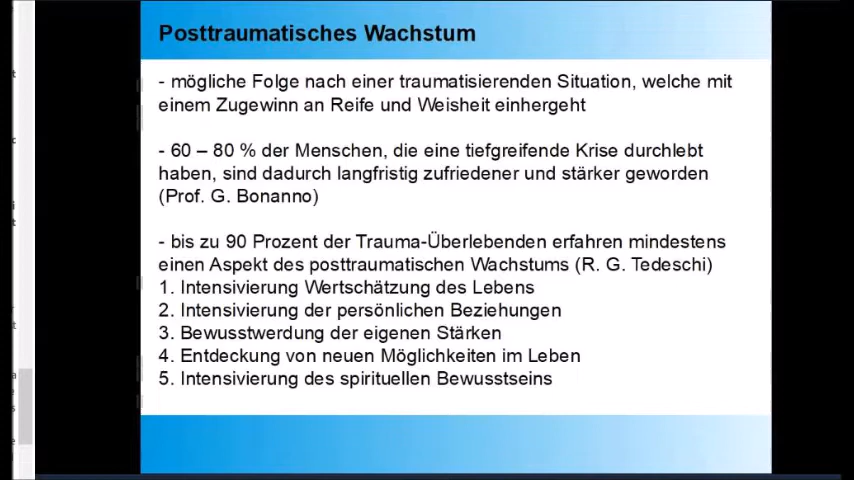 Posttraumatisches Wachstum
- mögliche Folge nach einer traumatisierenden Situation, welche mit
einem Zugewinn an Reife und Weisheit einhergeht
- 60 – 80 % der Menschen, die eine tiefgreifende Krise durchlebt
haben, sind dadurch langfristig zufriedener und stärker geworden
(Prof. G. Bonanno)
- bis zu 90 Prozent der Trauma-Überlebenden erfahren mindestens
einen Aspekt des posttraumatischen Wachstums (R. G. Tedeschi)
1. Intensivierung Wertschätzung des Lebens
2. Intensivierung der persönlichen Beziehungen
3. Bewusstwerdung der eigenen Stärken
4. Entdeckung von neuen Möglichkeiten im Leben
5. Intensivierung des spirituellen Bewusstseins